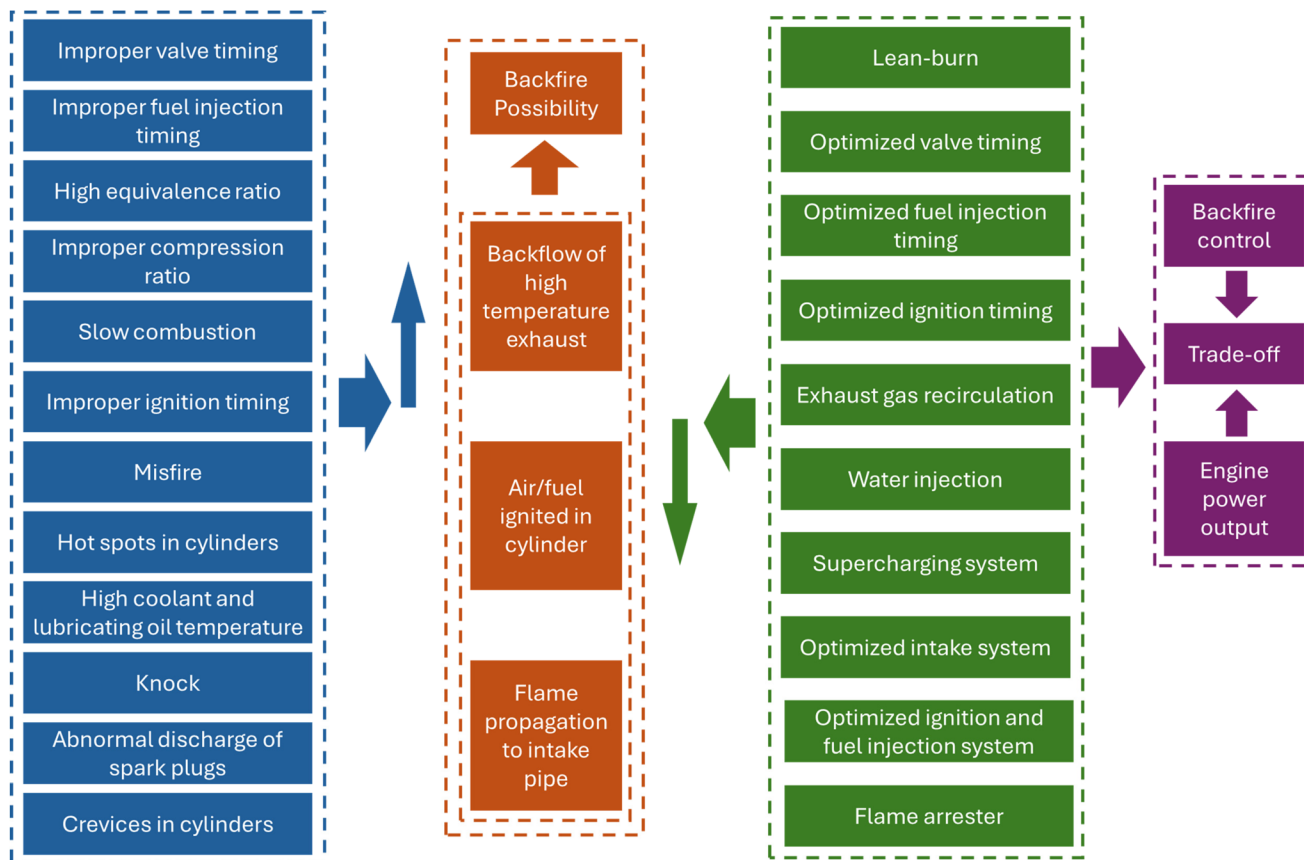 Improper valve timing
Improper fuel injection
timing
High equivalence ratio
Improper compression
ratio
Slow combustion
Improper ignition timing
Misfire
Hot spots in cylinders
High coolant and
lubricating oil temperature
Knock
Abnormal discharge of
spark plugs
Crevices in cylinders
Backfire
Possibility
Backflow of
high
temperature
exhaust
Air/fuel
ignited in
cylinder
Flame
propagation
to intake
pipe
Lean-burn
Optimized valve timing
Optimized fuel injection
timing
Optimized ignition timing
Exhaust gas recirculation
Water injection
Supercharging system
Optimized intake system
Optimized ignition and
fuel injection system
Flame arrester
Backfire
control
Trade-off
Engine
power
output